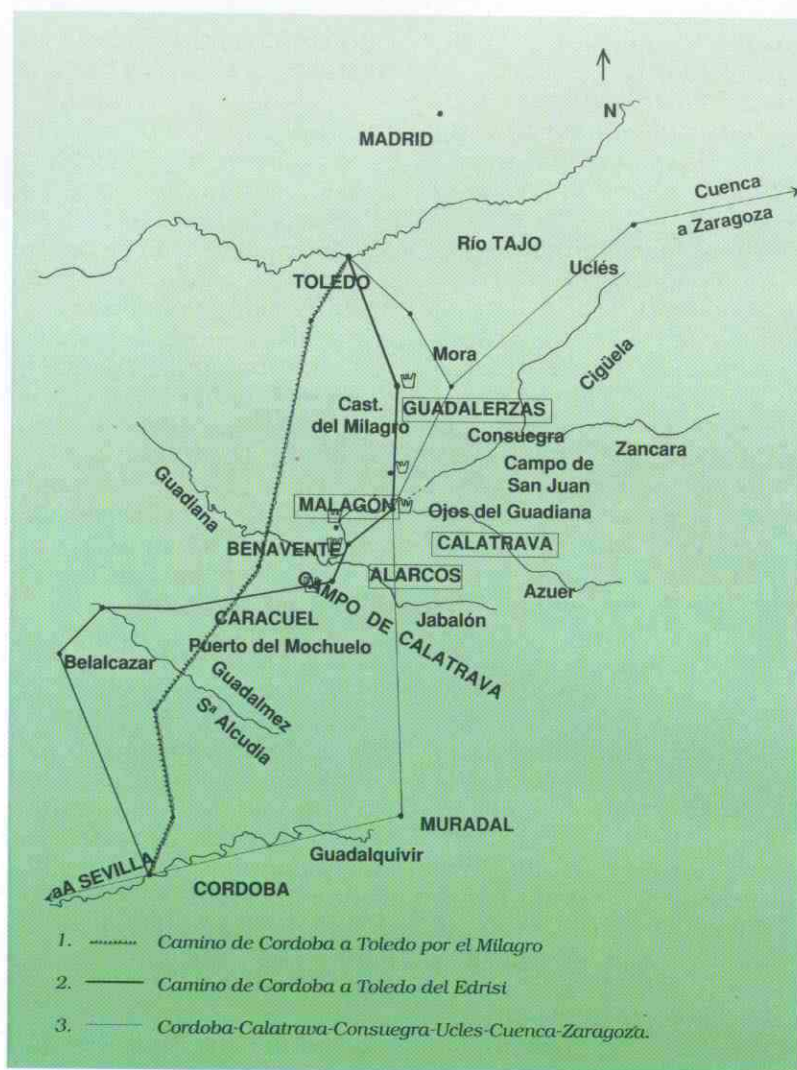 N
MADRID
Cuenca
a Zaragoza
Río TAJO
Uclés
TOLEDO
Mora
Cigüela
Cast.
del Milagro
GUADALERZAS
Consuegra
Zancara
Campo de
San Juan
Guadiana
MALAGÓN
Ojos del Guadiana
BENAVENTE
CALATRAVA
ALARCOS
Azuer
CAMPO DE CALATRAVA
CARACUEL
Jabalón
Puerto del Mochuelo
Belalcazar
Guadalmez
Sª Alcudia
MURADAL
Guadalquivir
aA SEVILLA
CORDOBA
1. Camino de Cordoba a Toledo por el Milagro
2. Camino de Cordoba a Toledo del Edrisi
3. Cordoba-Calatrava-Consuegra-Ucles-Cuenca-Zaragoza.